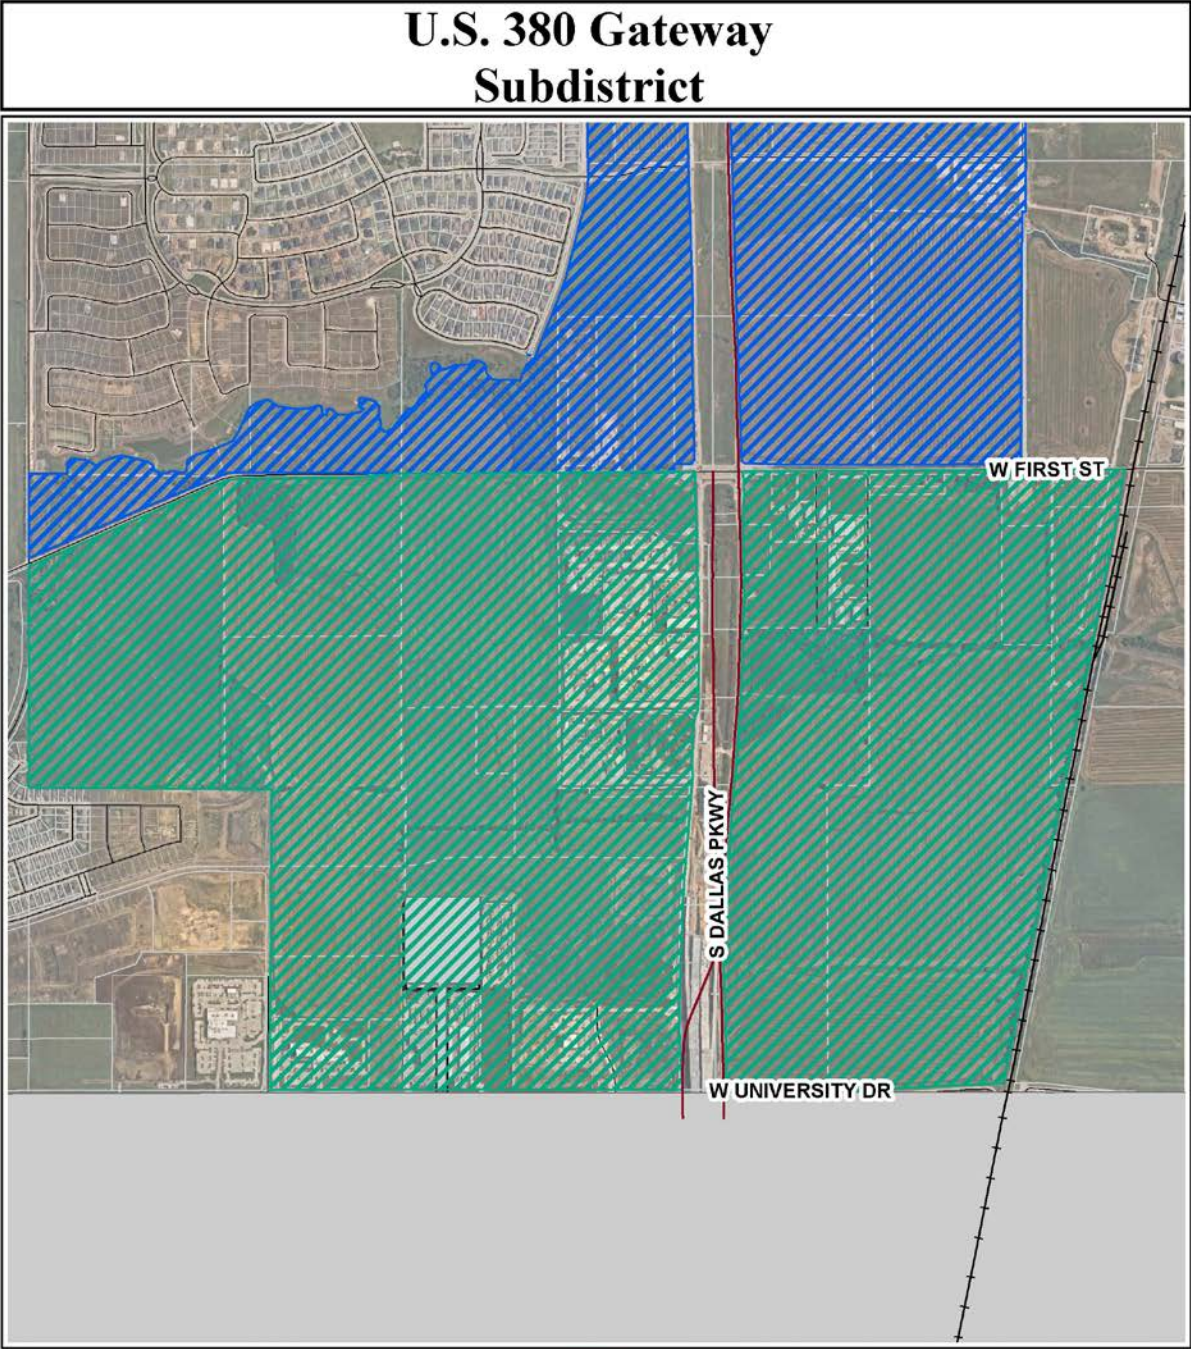 U.S. 380 Gateway
Subdistrict
W FIRST ST
S DALLAS PKWY
W UNIVERSITY DR